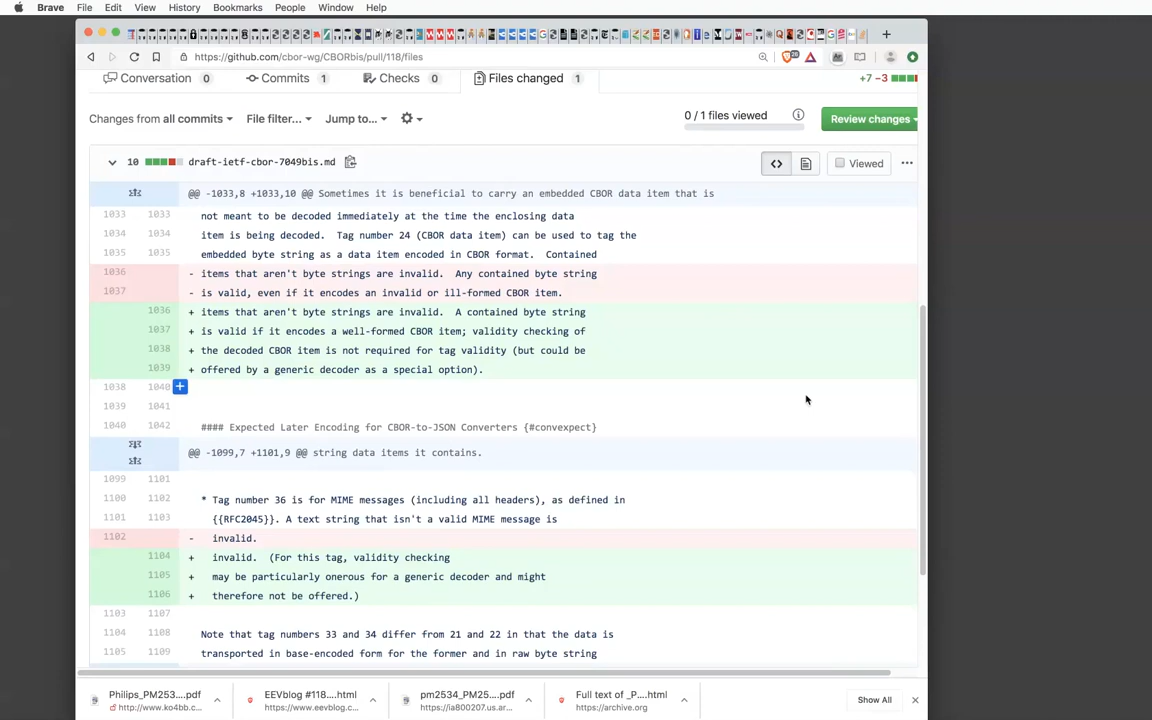 Brave File Edit View History Bookmarks People Window Help
https://github.com/cbor-wg/CBORbis/pull/118/files
Conversation 0 Commits 1 Checks 0 Files changed 1 +7 −3
Changes from all commits File filter... Jump to... 0 / 1 files viewed Review changes
10 draft-ietf-cbor-7049bis.md Viewed
@@ -1033,8 +1033,10 @@ Sometimes it is beneficial to carry an embedded CBOR data item that is
1033 1033 not meant to be decoded immediately at the time the enclosing data
1034 1034 item is being decoded. Tag number 24 (CBOR data item) can be used to tag the
1035 1035 embedded byte string as a data item encoded in CBOR format. Contained
1036 - items that aren't byte strings are invalid. Any contained byte string
1037 - is valid, even if it encodes an invalid or ill-formed CBOR item.
1036 + items that aren't byte strings are invalid. A contained byte string
1037 + is valid if it encodes a well-formed CBOR item; validity checking of
1038 + the decoded CBOR item is not required for tag validity (but could be
1039 + offered by a generic decoder as a special option).
1038 1040
1039 1041
1040 1042 #### Expected Later Encoding for CBOR-to-JSON Converters {#convexpect}
@@ -1099,7 +1101,9 @@ string data items it contains.
1099 1101
1100 1102 * Tag number 36 is for MIME messages (including all headers), as defined in
1101 1103 {{RFC2045}}. A text string that isn't a valid MIME message is
1102 - invalid.
1104 + invalid. (For this tag, validity checking
1105 + may be particularly onerous for a generic decoder and might
1106 + therefore not be offered.)
1103 1107
1104 1108 Note that tag numbers 33 and 34 differ from 21 and 22 in that the data is
1105 1109 transported in base-encoded form for the former and in raw byte string
Philips_PM253....pdf EEVblog #118....html pm2534_PM25....pdf Full text of _P....html Show All
http://www.ko4bb.c... https://www.eevblog.c... https://ia800207.us.ar... https://archive.org